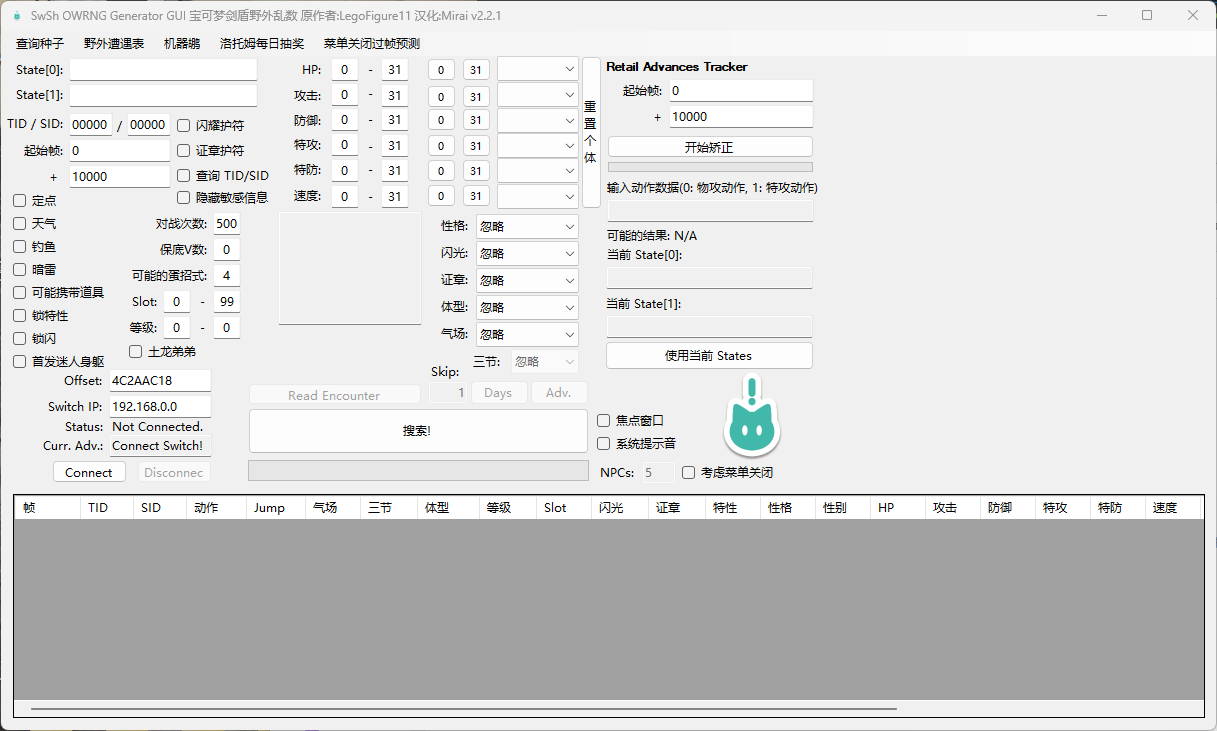 SwSh OWRNG Generator GUI 宝可梦剑盾野外乱数 原作者:LegoFigure11 汉化:Mirai v2.2.1
查询种子 野外遭遇表 机器鹅 洛托姆每日抽奖 菜单关闭过帧预测
State[0]:
State[1]:
TID / SID: 00000 / 00000 闪耀护符
起始帧: 0 证章护符
+ 10000 查询 TID/SID
隐藏敏感信息
定点
天气
钓鱼
暗雷
可能携带道具
锁特性
锁闪
首发迷人身躯
对战次数: 500
保底V数: 0
可能的蛋招式: 4
Slot: 0 - 99
等级: 0 - 0
土龙弟弟
Offset: 4C2AAC18
Switch IP: 192.168.0.0
Status: Not Connected.
Curr. Adv.: Connect Switch!
Connect Disconnec
HP: 0 - 31 0 31
攻击: 0 - 31 0 31
防御: 0 - 31 0 31
特攻: 0 - 31 0 31
特防: 0 - 31 0 31
速度: 0 - 31 0 31
重置个体
性格: 忽略
闪光: 忽略
证章: 忽略
体型: 忽略
气场: 忽略
三节: 忽略
Skip:
Read Encounter 1 Days Adv.
搜索!
Retail Advances Tracker
起始帧: 0
+ 10000
开始矫正
输入动作数据(0: 物攻动作, 1: 特攻动作)
可能的结果: N/A
当前 State[0]:
当前 State[1]:
使用当前 States
焦点窗口
系统提示音
NPCs: 5 考虑菜单关闭
帧 TID SID 动作 Jump 气场 三节 体型 等级 Slot 闪光 证章 特性 性格 性别 HP 攻击 防御 特攻 特防 速度